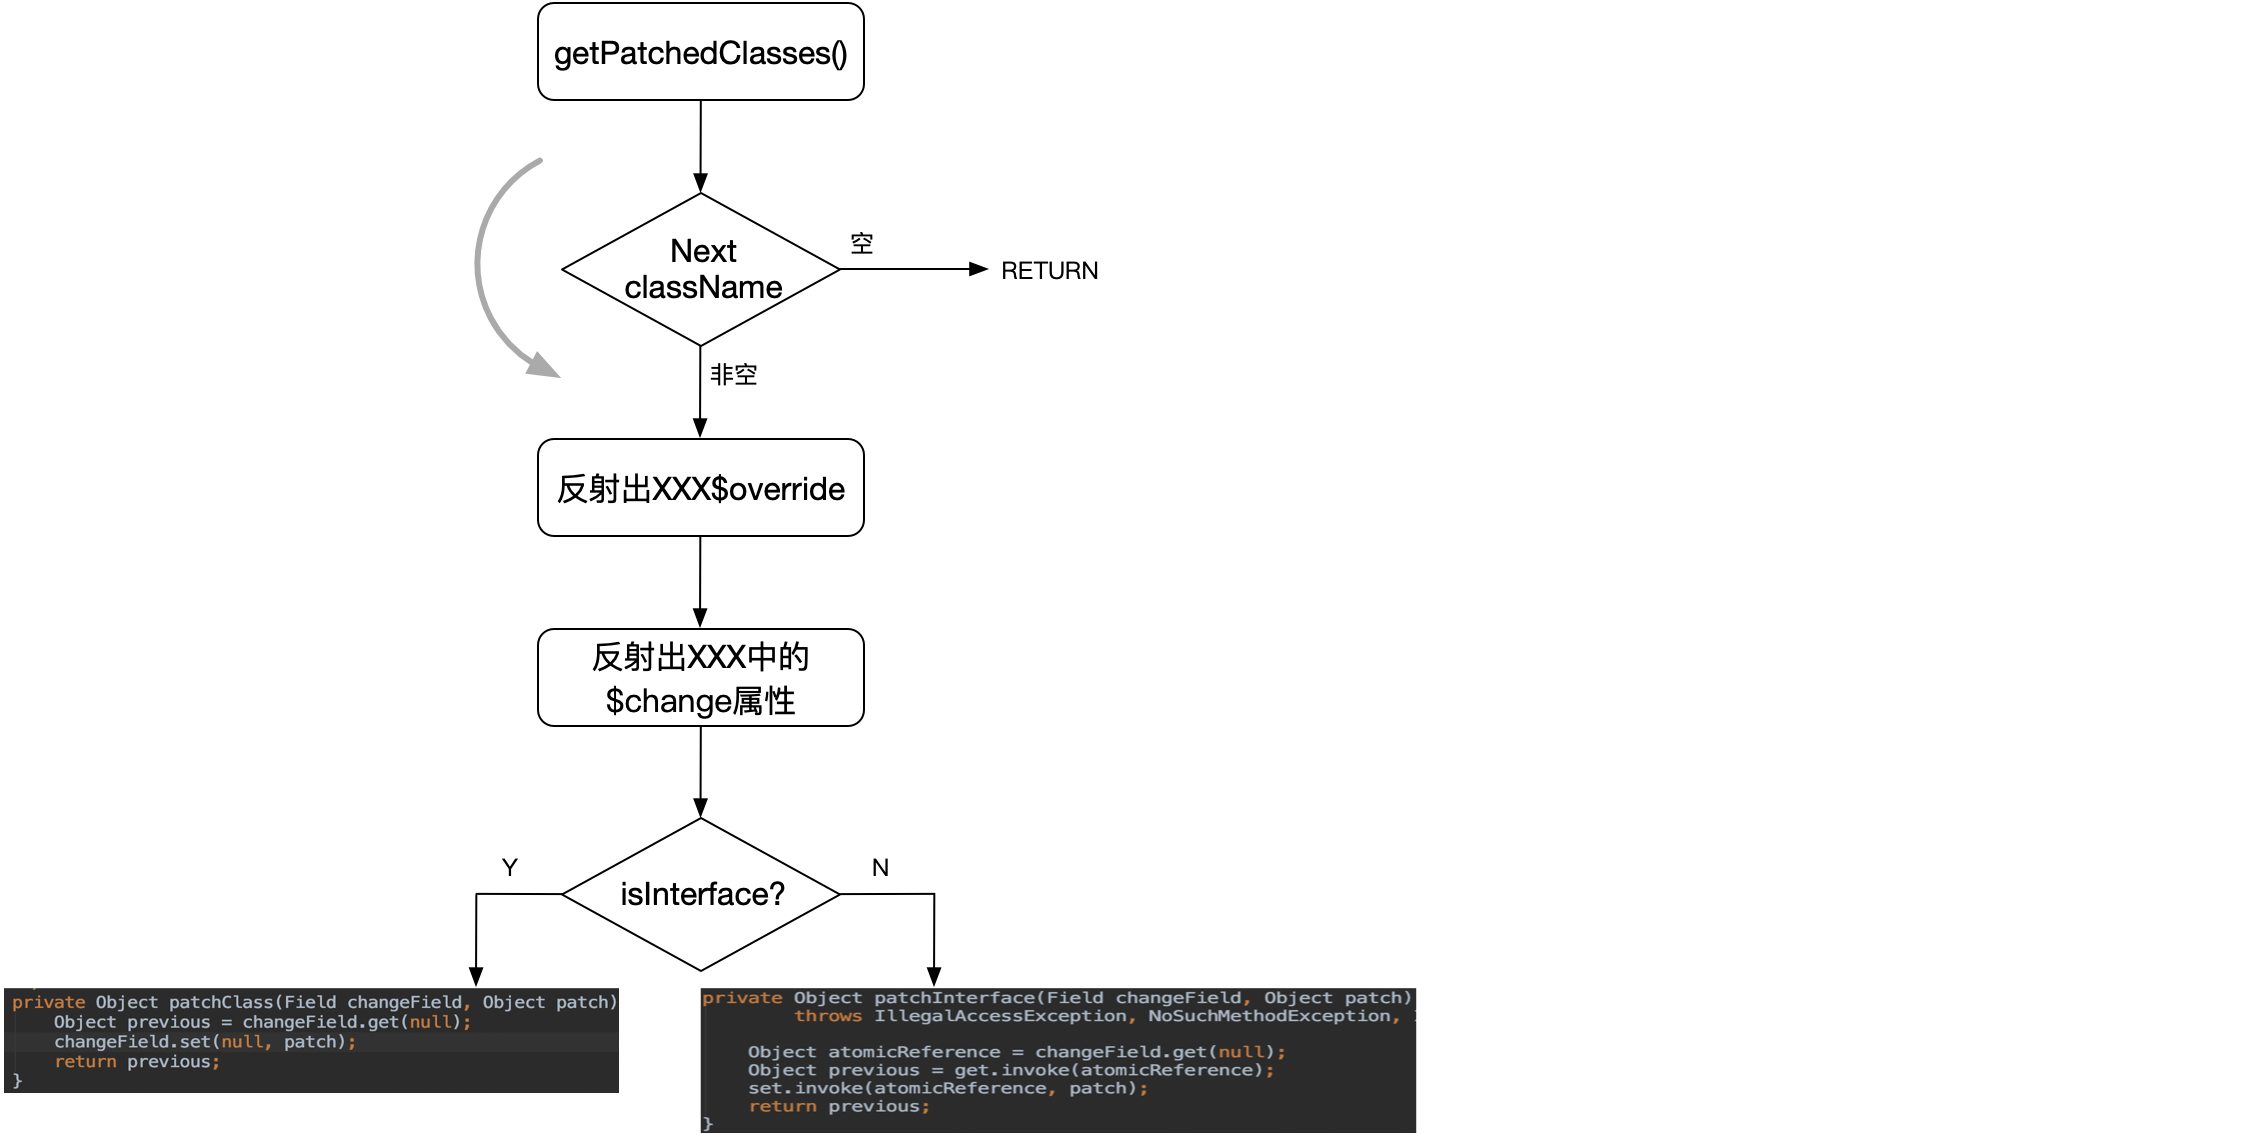 getPatchedClasses()
Next
className
空
RETURN
非空
反射出XXX$override
反射出XXX中的
$change属性
isInterface?
Y
N
private Object patchClass(Field changeField, Object patch)
Object previous = changeField.get(null);
changeField.set(null, patch);
return previous;
}
private Object patchInterface(Field changeField, Object patch)
throws IllegalAccessException, NoSuchMethodException,
Object atomicReference = changeField.get(null);
Object previous = get.invoke(atomicReference);
set.invoke(atomicReference, patch);
return previous;
}